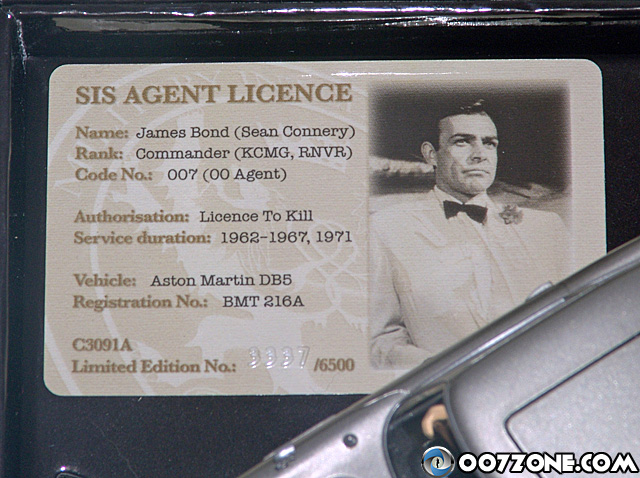 SIS AGENT LICENCE
Name: James Bond (Sean Connery)
Rank: Commander (KCMG, RNVR)
Code No.: 007 (00 Agent)
Authorisation: Licence To Kill
Service duration: 1962-1967, 1971
Vehicle: Aston Martin DB5
Registration No.: BMT 216A
C3091A
Limited Edition No.: /6500
007ZONE.COM